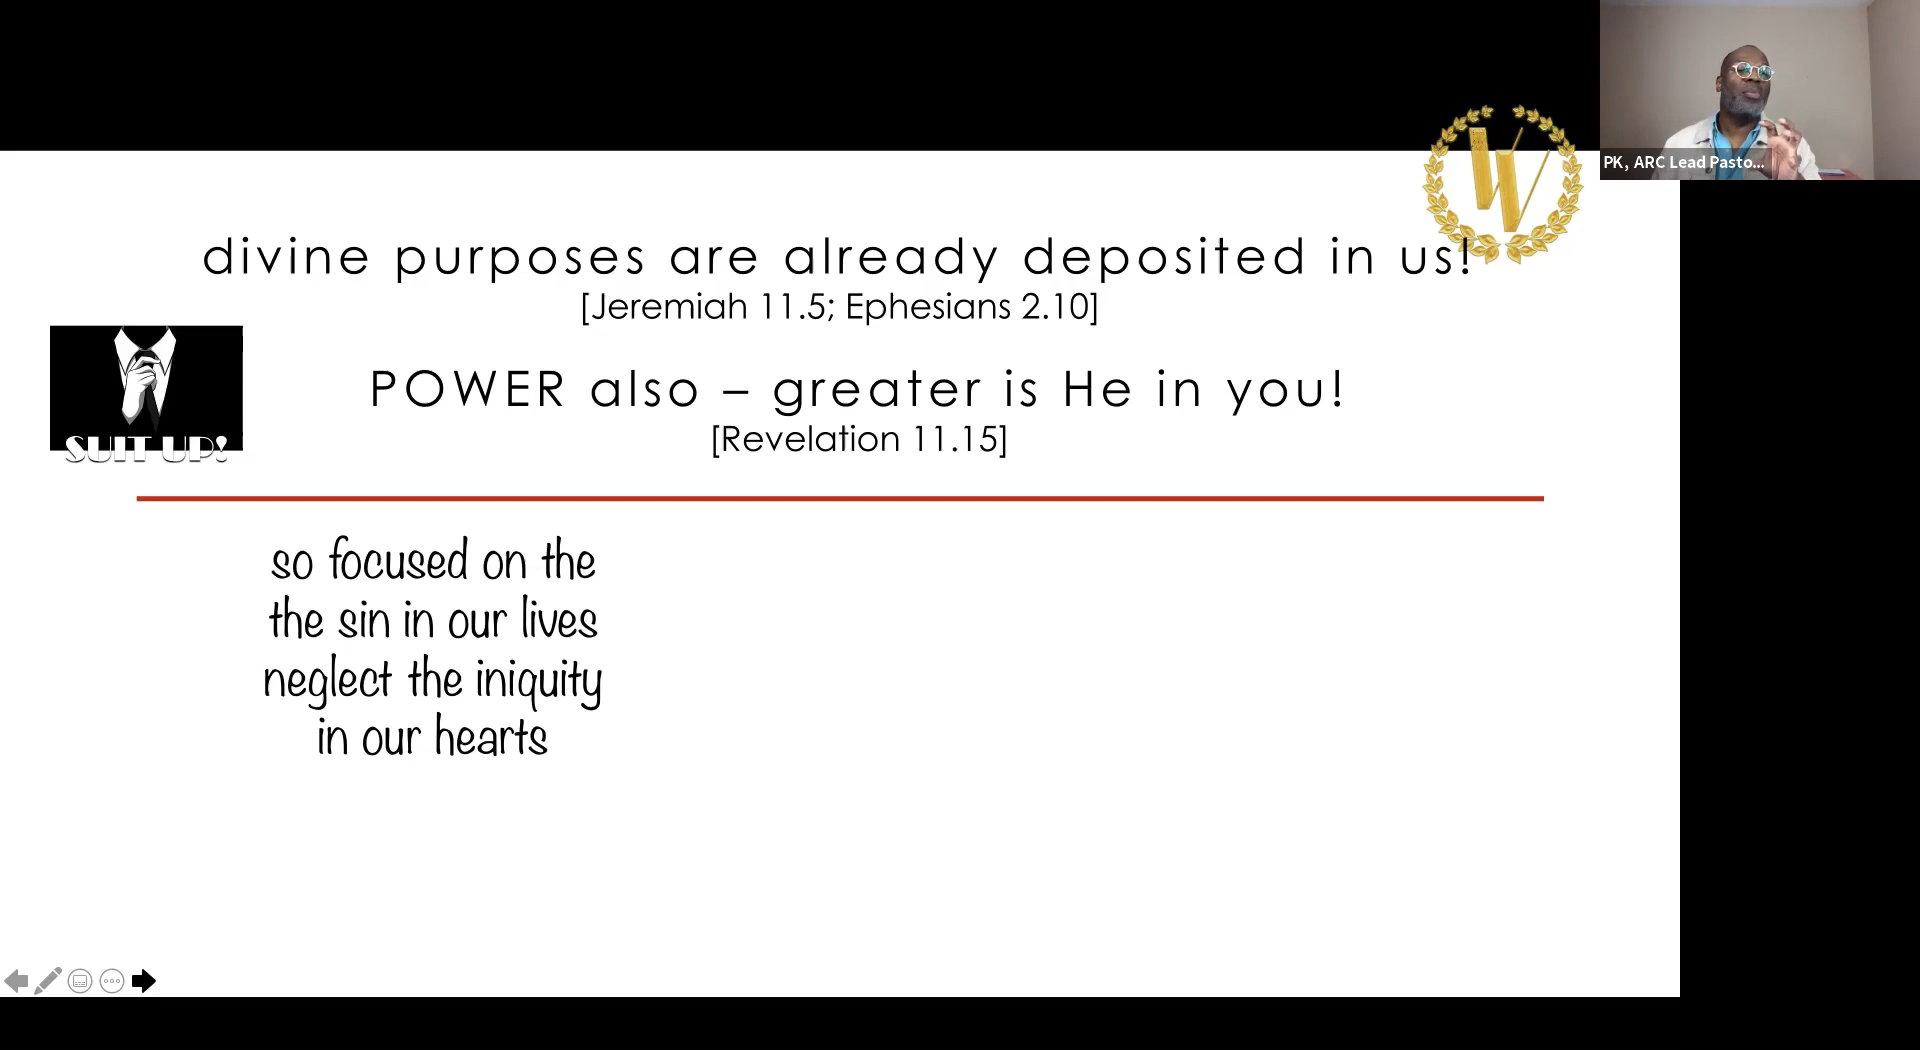 PK, ARC Lead Pasto...
W
divine purposes are already deposited in us!
[Jeremiah 11.5; Ephesians 2.10]
POWER also – greater is He in you!
[Revelation 11.15]
SUIT UP!
so focused on the
the sin in our lives
neglect the iniquity
in our hearts